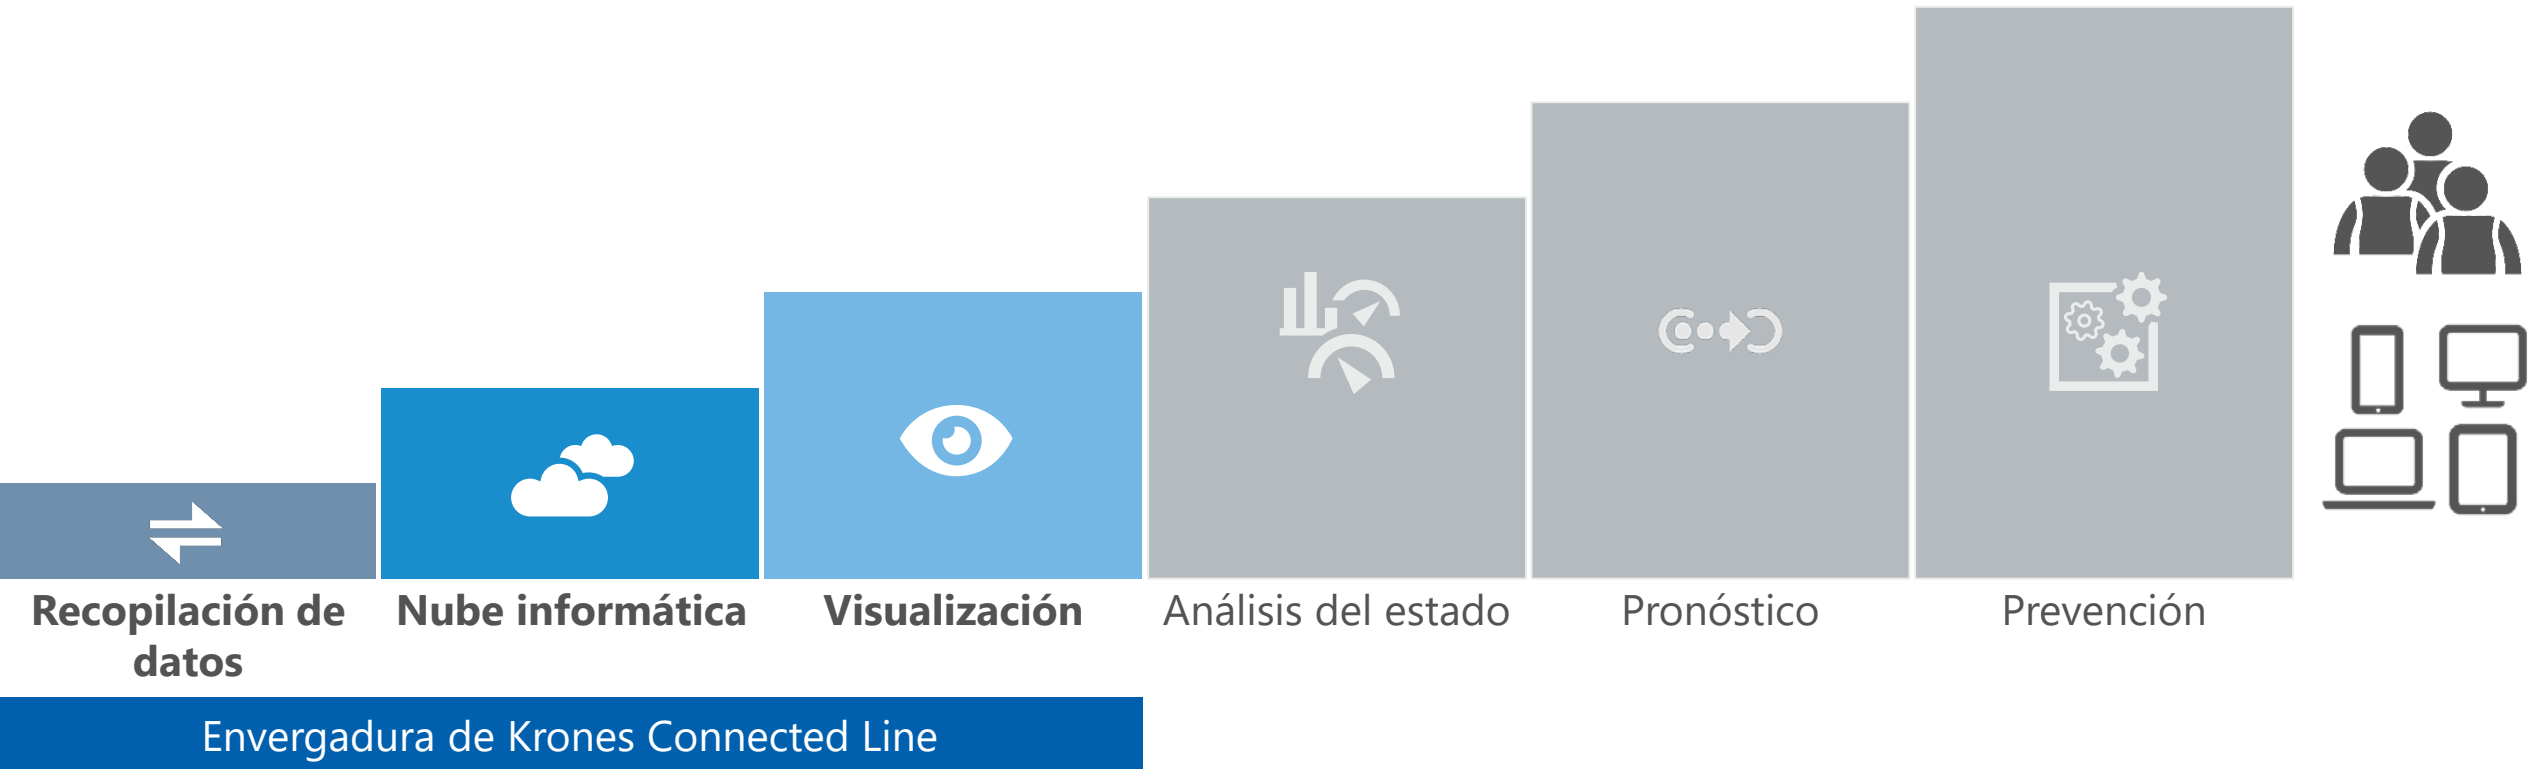 Recopilación de
datos
Nube informática
Visualización
Análisis del estado
Pronóstico
Prevención
Envergadura de Krones Connected Line